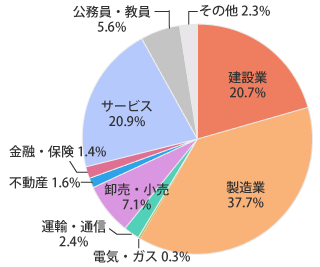 公務員・教員
5.6%
その他 2.3%
建設業
20.7%
サービス
20.9%
金融・保険 1.4%
不動産 1.6%
卸売・小売
7.1%
製造業
37.7%
運輸・通信
2.4%
電気・ガス 0.3%